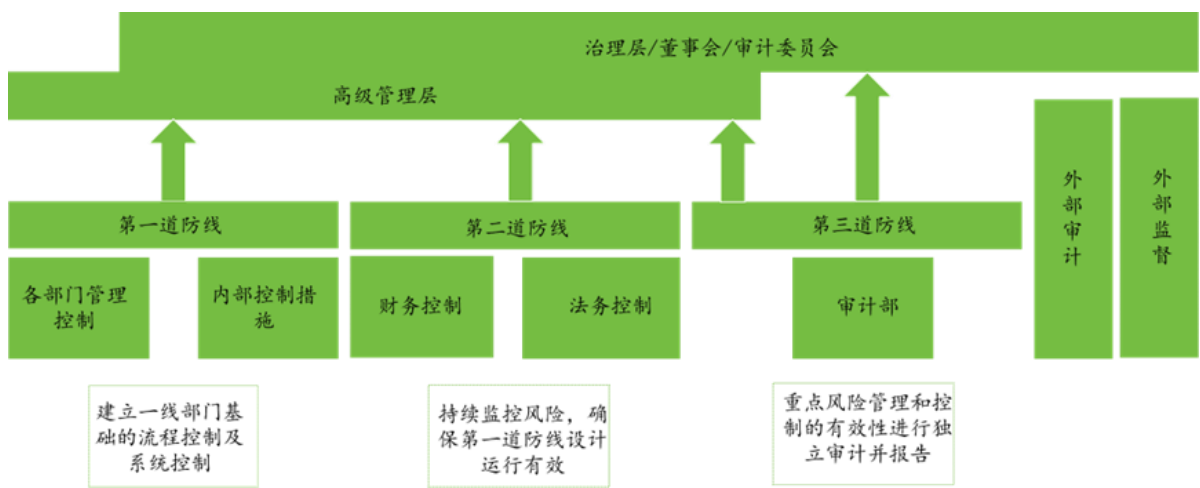 治理层/董事会/审计委员会
高级管理层
第一道防线
第二道防线
第三道防线
各部门管理
控制
内部控制措
施
财务控制
法务控制
审计部
外
部
审
计
外
部
监
督
建立一线部门基
础的流程控制及
系统控制
持续监控风险，确
保第一道防线设计
运行有效
重点风险管理和控
制的有效性进行独
立审计并报告